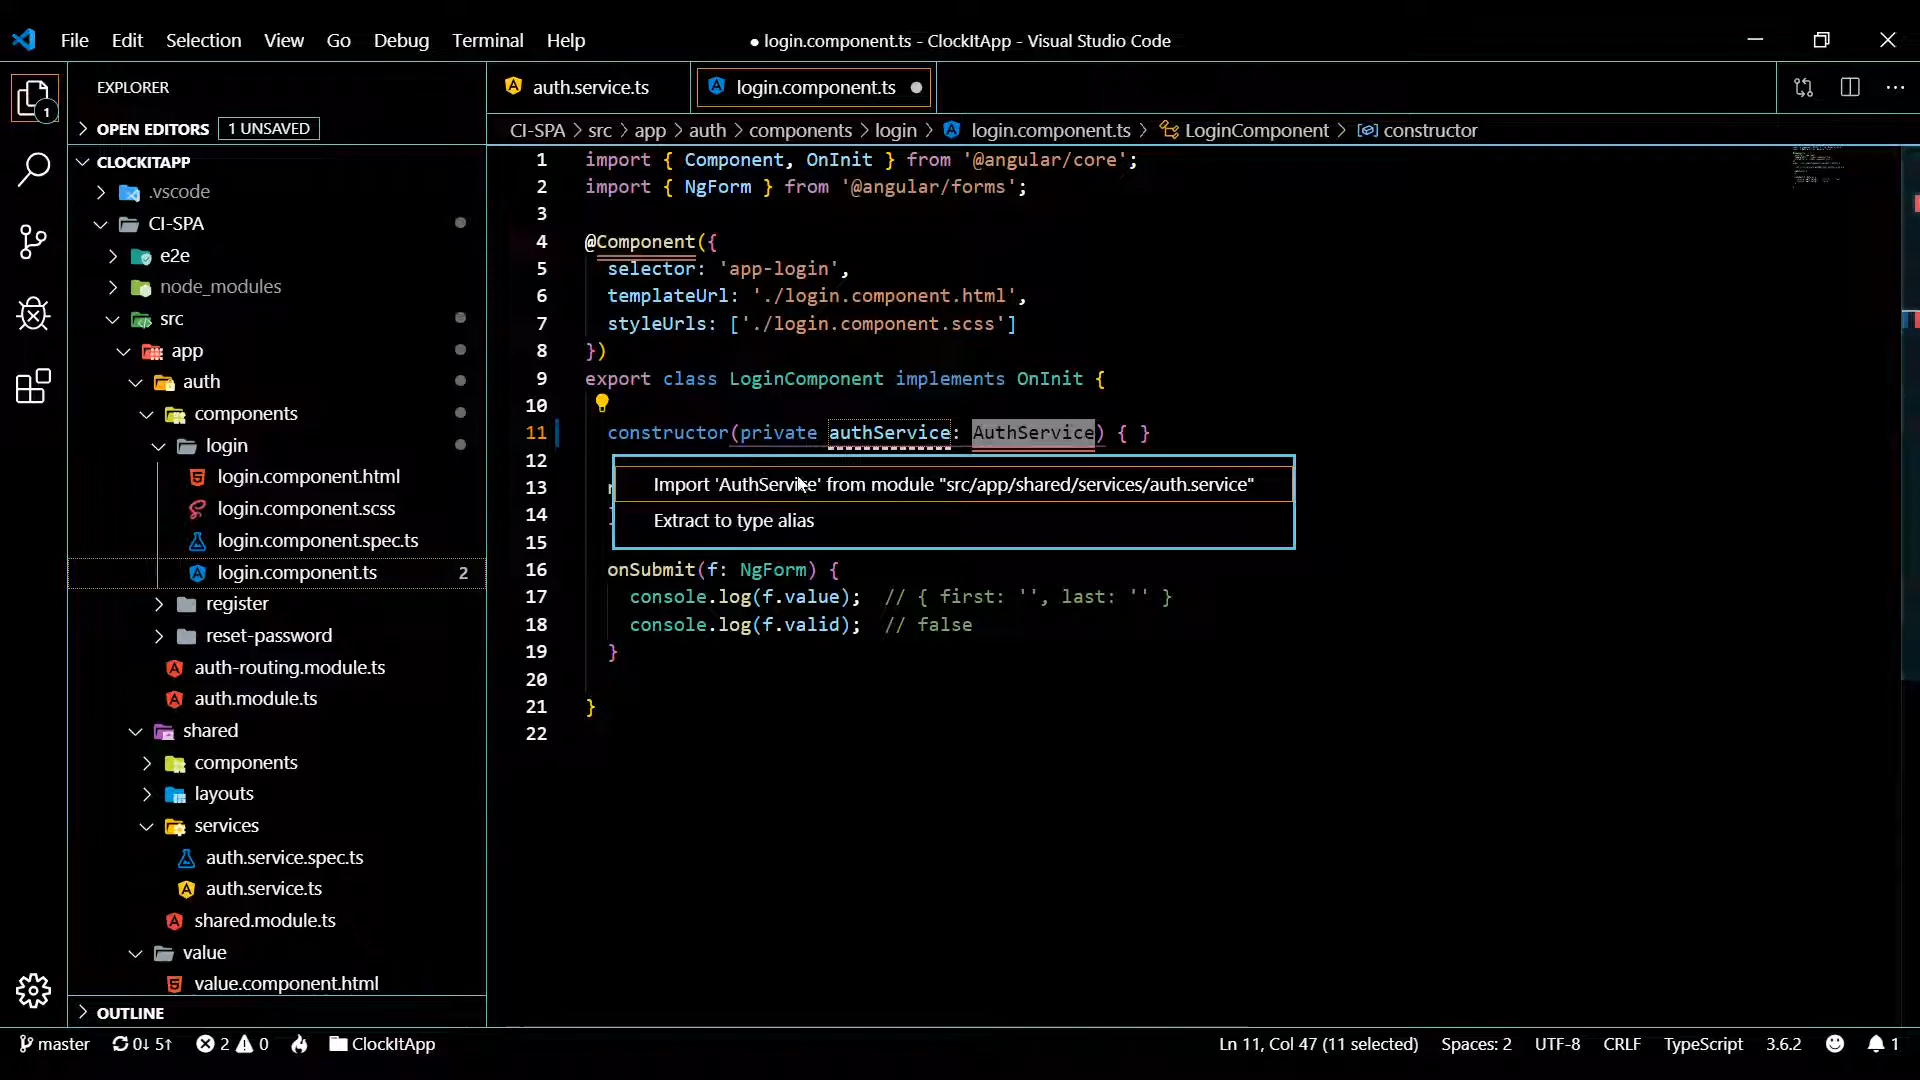 File Edit Selection View Go Debug Terminal Help
● login.component.ts - ClockItApp - Visual Studio Code
EXPLORER
OPEN EDITORS 1 UNSAVED
CLOCKITAPP
.vscode
CI-SPA
e2e
node_modules
src
app
auth
components
login
login.component.html
login.component.scss
login.component.spec.ts
login.component.ts 2
register
reset-password
auth-routing.module.ts
auth.module.ts
shared
components
layouts
services
auth.service.spec.ts
auth.service.ts
shared.module.ts
value
value.component.html
OUTLINE
1
auth.service.ts login.component.ts
CI-SPA > src > app > auth > components > login > login.component.ts > LoginComponent > constructor
1 import { Component, OnInit } from '@angular/core';
2 import { NgForm } from '@angular/forms';
3
4 @Component({
5 selector: 'app-login',
6 templateUrl: './login.component.html',
7 styleUrls: ['./login.component.scss']
8 })
9 export class LoginComponent implements OnInit {
10
11 constructor(private authService: AuthService) { }
12
Import 'AuthService' from module "src/app/shared/services/auth.service"
13
14
Extract to type alias
15
16 onSubmit(f: NgForm) {
17 console.log(f.value); // { first: '', last: '' }
18 console.log(f.valid); // false
19 }
20
21 }
22
master 0↓ 5↑ 2 0 ClockItApp Ln 11, Col 47 (11 selected) Spaces: 2 UTF-8 CRLF TypeScript 3.6.2 1